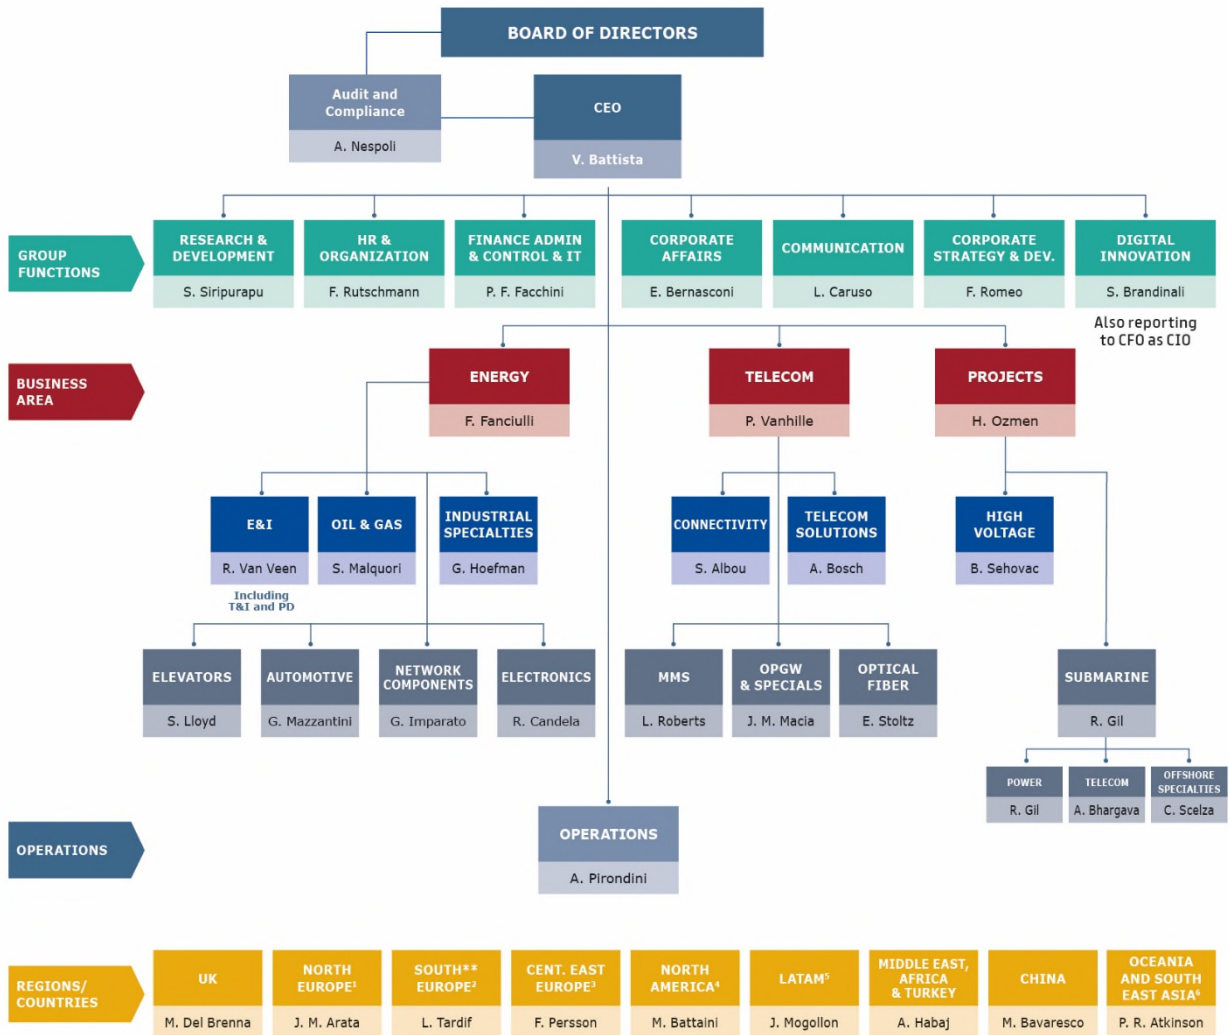 BOARD OF DIRECTORS
Audit and
Compliance
A. Nespoli
CEO
V. Battista
GROUP
FUNCTIONS
RESEARCH &
DEVELOPMENT
S. Siripurapu
HR &
ORGANIZATION
F. Rutschmann
FINANCE ADMIN
& CONTROL & IT
P. F. Facchini
CORPORATE
AFFAIRS
E. Bernasconi
COMMUNICATION
L. Caruso
CORPORATE
STRATEGY & DEV.
F. Romeo
DIGITAL
INNOVATION
S. Brandinali
Also reporting
to CFO as CIO
BUSINESS
AREA
ENERGY
F. Fanciulli
TELECOM
P. Vanhille
PROJECTS
H. Ozmen
E&I
R. Van Veen
Including
T&I and PD
OIL & GAS
S. Malquori
INDUSTRIAL
SPECIALTIES
G. Hoefman
CONNECTIVITY
S. Albou
TELECOM
SOLUTIONS
A. Bosch
HIGH
VOLTAGE
B. Sehovac
ELEVATORS
S. Lloyd
AUTOMOTIVE
G. Mazzantini
NETWORK
COMPONENTS
G. Imparato
ELECTRONICS
R. Candela
MMS
L. Roberts
OPGW
& SPECIALS
J. M. Macia
OPTICAL
FIBER
E. Stoltz
SUBMARINE
R. Gil
POWER
R. Gil
TELECOM
A. Bhargava
OFFSHORE
SPECIALTIES
C. Scelza
OPERATIONS
OPERATIONS
A. Pirondini
REGIONS/
COUNTRIES
UK
M. Del Brenna
NORTH
EUROPE¹
J. M. Arata
SOUTH**
EUROPE²
L. Tardif
CENT. EAST
EUROPE³
F. Persson
NORTH
AMERICA⁴
M. Battaini
LATAM⁵
J. Mogollon
MIDDLE EAST,
AFRICA
& TURKEY
A. Habaj
CHINA
M. Bavaresco
OCEANIA
AND SOUTH
EAST ASIA⁶
P. R. Atkinson